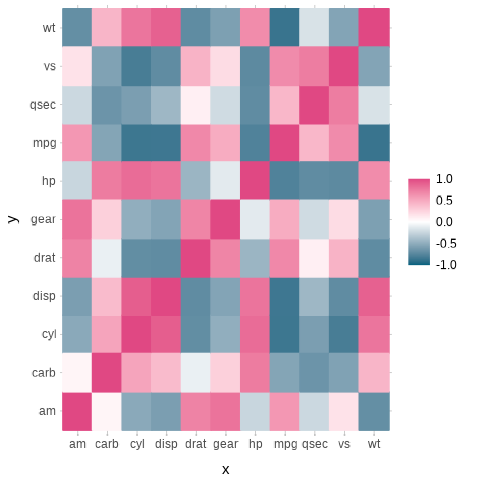 wt
vs
qsec
mpg
hp
gear
drat
disp
cyl
carb
am
y
am carb cyl disp drat gear hp mpg qsec vs wt
x
1.0
0.5
0.0
-0.5
-1.0